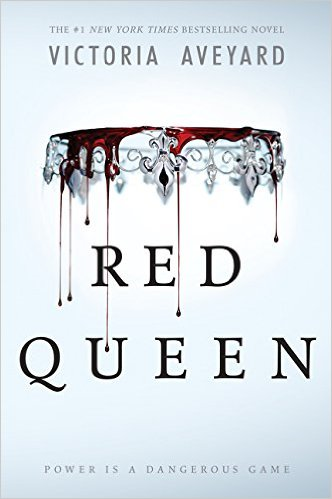 THE #1 NEW YORK TIMES BESTSELLING NOVEL
VICTORIA AVEYARD
RED
QUEEN
POWER IS A DANGEROUS GAME